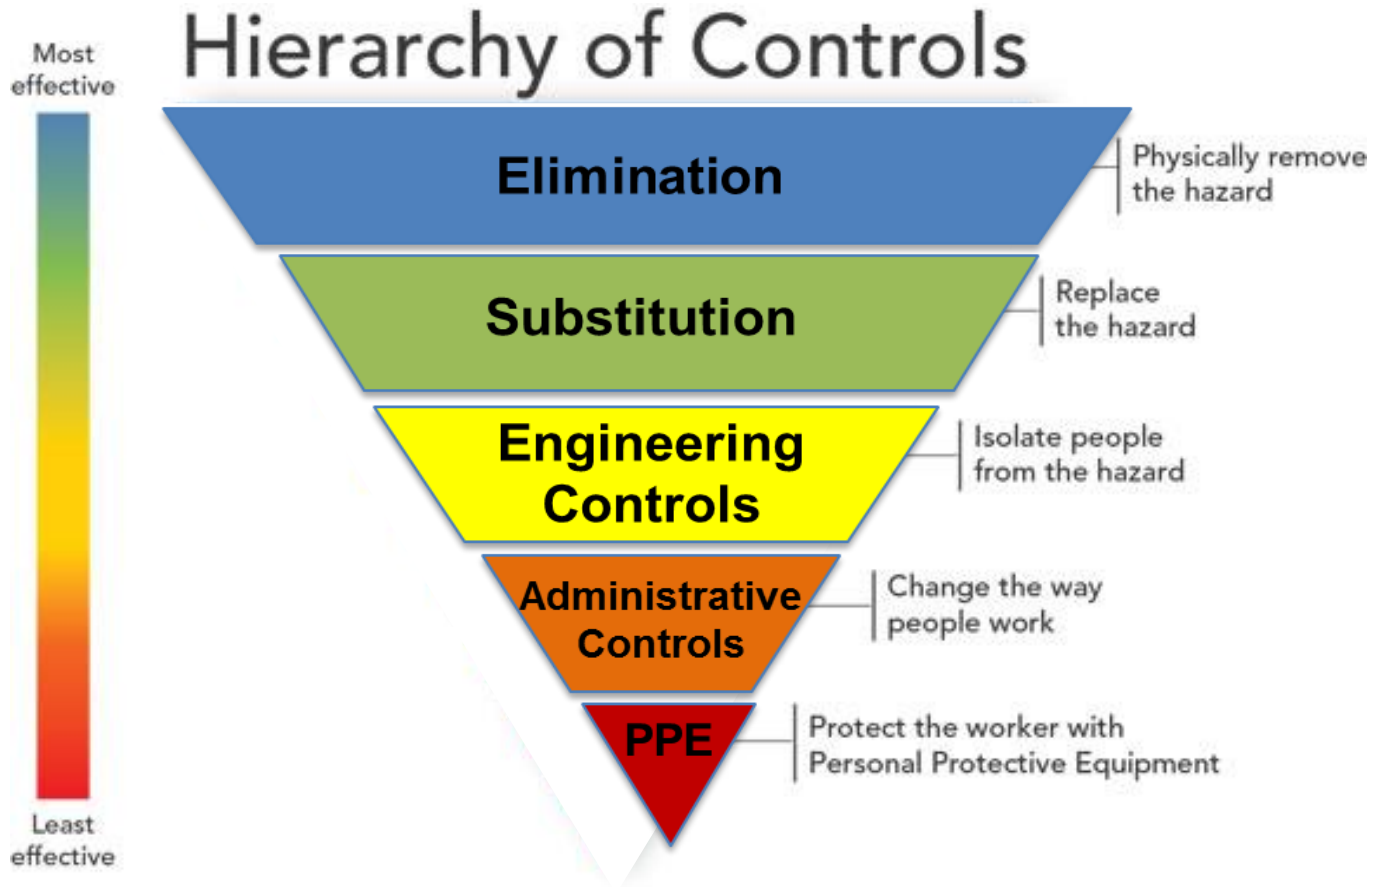 Hierarchy of Controls
Most
effective
Elimination
Physically remove
the hazard
Substitution
Replace
the hazard
Engineering
Controls
Isolate people
from the hazard
Administrative
Controls
Change the way
people work
PPE
Protect the worker with
Personal Protective Equipment
Least
effective